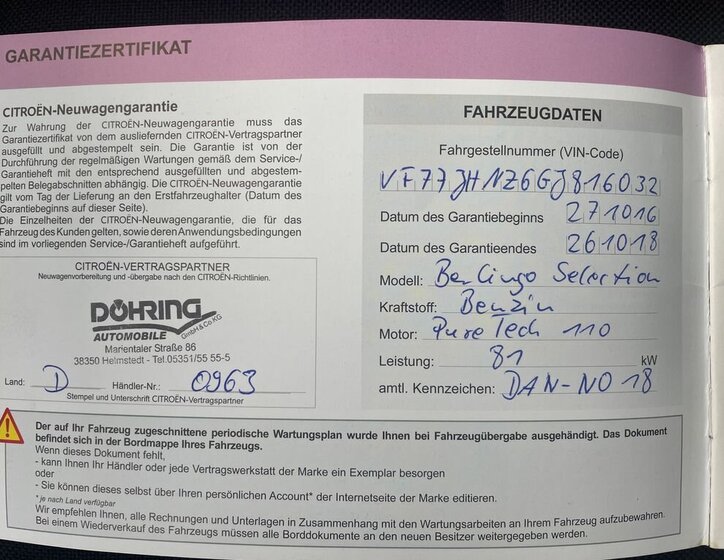 GARANTIEZERTIFIKAT
CITROËN-Neuwagengarantie
Zur Wahrung der CITROËN-Neuwagengarantie muss das
Garantiezertifikat von dem ausliefernden CITROËN-Vertragspartner
ausgefüllt und abgestempelt sein. Die Garantie ist von der
Durchführung der regelmäßigen Wartungen gemäß dem Service-/
Garantieheft mit den entsprechend ausgefüllten und abgestem-
pelten Belegabschnitten abhängig. Die CITROËN-Neuwagengarantie
gilt vom Tag der Lieferung an den Erstfahrzeughalter (Datum des
Garantiebeginns auf dieser Seite).
Die Einzelheiten der CITROËN-Neuwagengarantie, die für das
Fahrzeug des Kunden gelten, sowie deren Anwendungsbedingungen
sind im vorliegenden Service-/Garantieheft aufgeführt.
CITROËN-VERTRAGSPARTNER
Neuwagenvorbereitung und -übergabe nach den CITROËN-Richtlinien.
DÖHRING
AUTOMOBILE GmbH & Co. KG
Marientaler Straße 86
38350 Helmstedt - Tel.05351/55 55-5
Land: D Händler-Nr.: 0963
Stempel und Unterschrift CITROËN-Vertragspartner
FAHRZEUGDATEN
Fahrgestellnummer (VIN-Code)
VF77JHNZ6GJ816032
Datum des Garantiebeginns 271016
Datum des Garantieendes 261018
Modell: Berlingo Selection
Kraftstoff: Benzin
Motor: PureTech 110
Leistung: 81 kW
amtl. Kennzeichen: DAN-NO 18
Der auf Ihr Fahrzeug zugeschnittene periodische Wartungsplan wurde Ihnen bei Fahrzeugübergabe ausgehändigt. Das Dokument
befindet sich in der Bordmappe Ihres Fahrzeugs.
Wenn dieses Dokument fehlt,
- kann Ihnen Ihr Händler oder jede Vertragswerkstatt der Marke ein Exemplar besorgen
oder
- Sie können dieses selbst über Ihren persönlichen Account* der Internetseite der Marke editieren.
* je nach Land verfügbar
Wir empfehlen Ihnen, alle Rechnungen und Unterlagen in Zusammenhang mit den Wartungsarbeiten an Ihrem Fahrzeug aufzubewahren.
Bei einem Wiederverkauf des Fahrzeugs müssen alle Borddokumente an den neuen Besitzer weitergegeben werden.